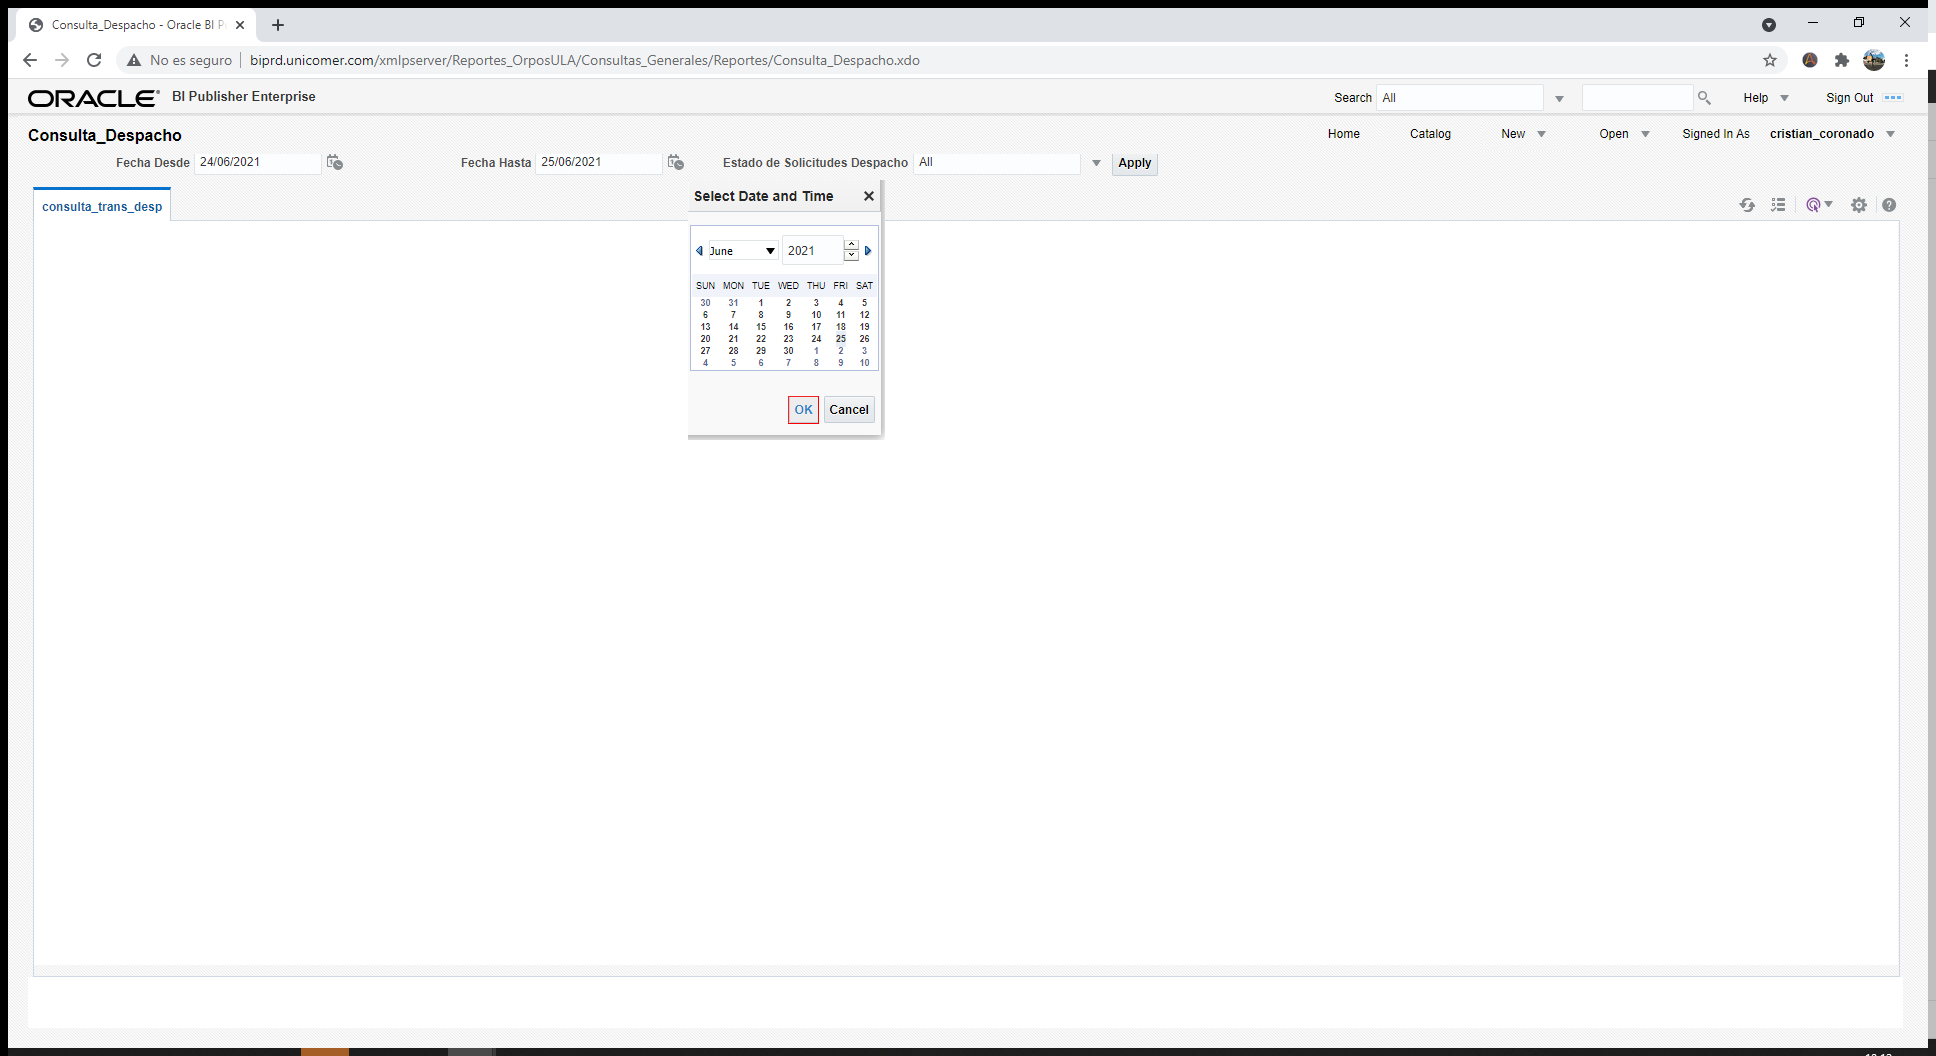 Consulta_Despacho - Oracle BI P
No es seguro biprd.unicomer.com/xmlpserver/Reportes_OrposULA/Consultas_Generales/Reportes/Consulta_Despacho.xdo
ORACLE BI Publisher Enterprise Search All Help Sign Out
Consulta_Despacho Home Catalog New Open Signed In As cristian_coronado
Fecha Desde 24/06/2021 Fecha Hasta 25/06/2021 Estado de Solicitudes Despacho All Apply
consulta_trans_desp
Select Date and Time
June 2021
SUN MON TUE WED THU FRI SAT
30 31 1 2 3 4 5
6 7 8 9 10 11 12
13 14 15 16 17 18 19
20 21 22 23 24 25 26
27 28 29 30 1 2 3
4 5 6 7 8 9 10
OK Cancel